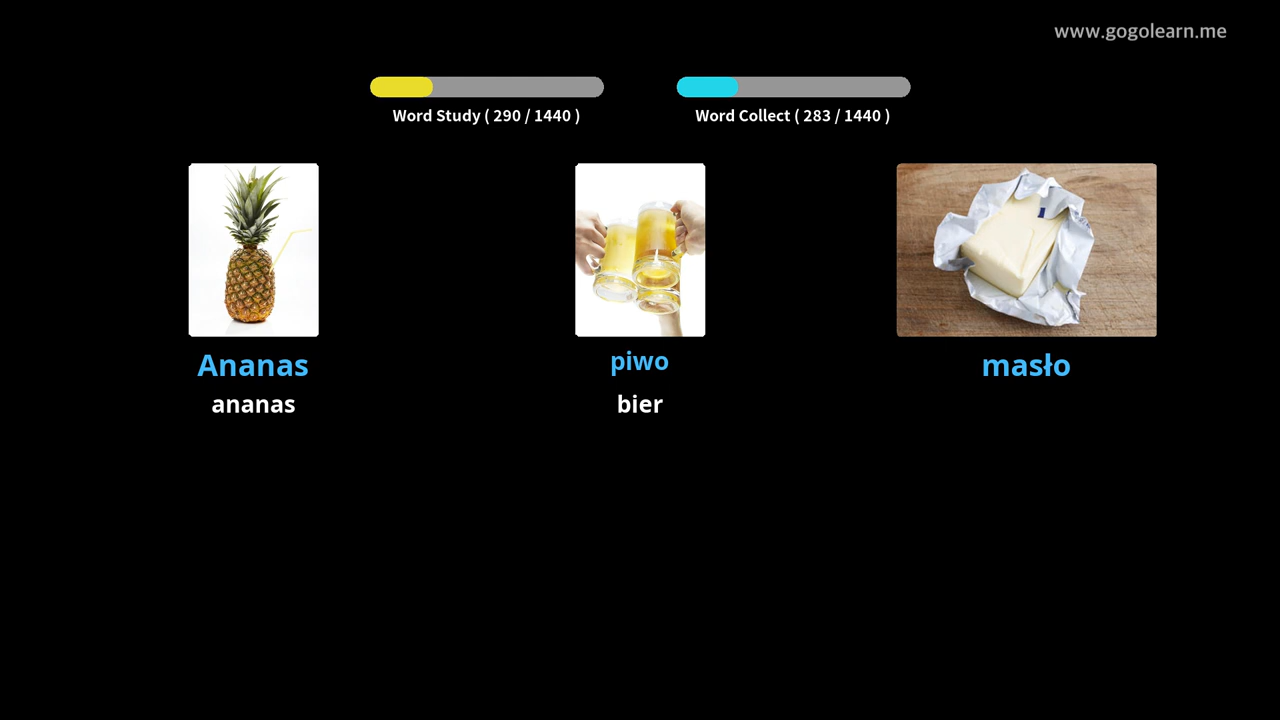 www.gogolearn.me
Word Study ( 290 / 1440 )
Word Collect ( 283 / 1440 )
Ananas
ananas
piwo
bier
masło